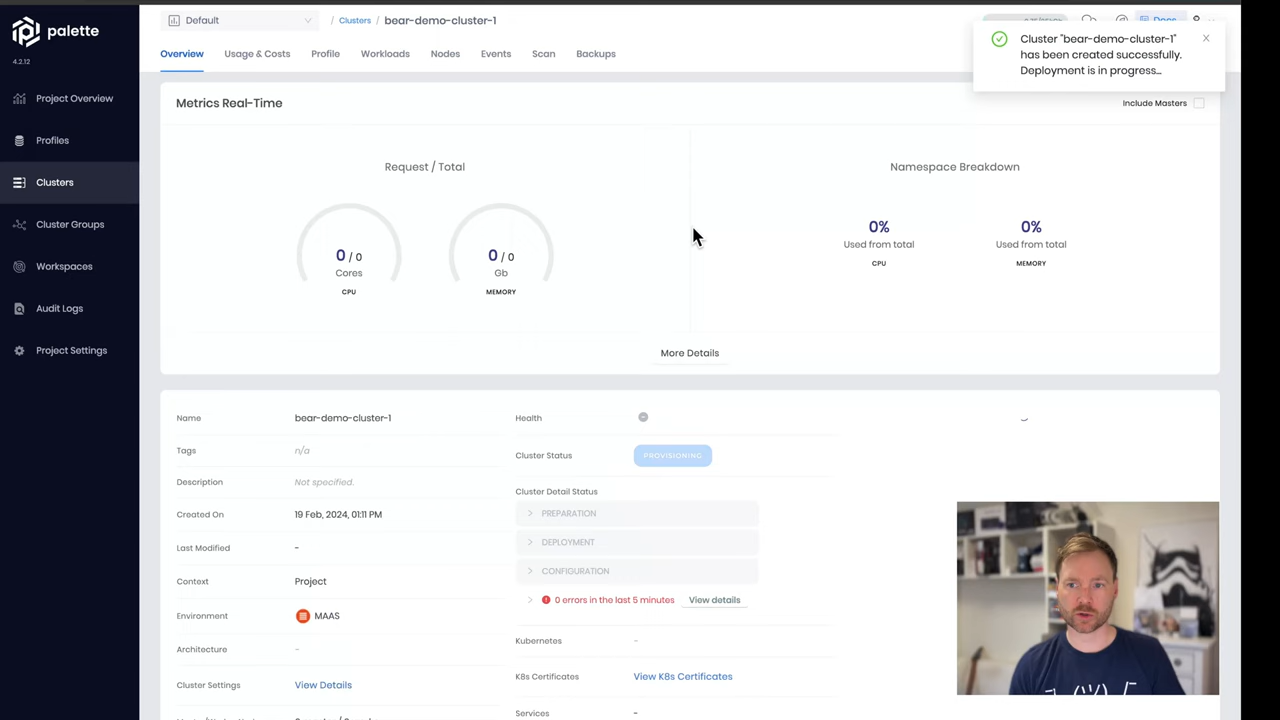 palette
4.2.12
Project Overview
Profiles
Clusters
Cluster Groups
Workspaces
Audit Logs
Project Settings
Default
/ Clusters / bear-demo-cluster-1
Docs
Overview Usage & Costs Profile Workloads Nodes Events Scan Backups
Cluster "bear-demo-cluster-1"
has been created successfully.
Deployment is in progress...
Metrics Real-Time
Include Masters
Request / Total
Namespace Breakdown
0 / 0
Cores
CPU
0 / 0
Gb
MEMORY
0%
Used from total
CPU
0%
Used from total
MEMORY
More Details
Name bear-demo-cluster-1
Tags n/a
Description Not specified.
Created On 19 Feb, 2024, 01:11 PM
Last Modified -
Context Project
Environment MAAS
Architecture -
Cluster Settings View Details
Health
Cluster Status PROVISIONING
Cluster Detail Status
PREPARATION
DEPLOYMENT
CONFIGURATION
0 errors in the last 5 minutes View details
Kubernetes -
K8s Certificates View K8s Certificates
Services -